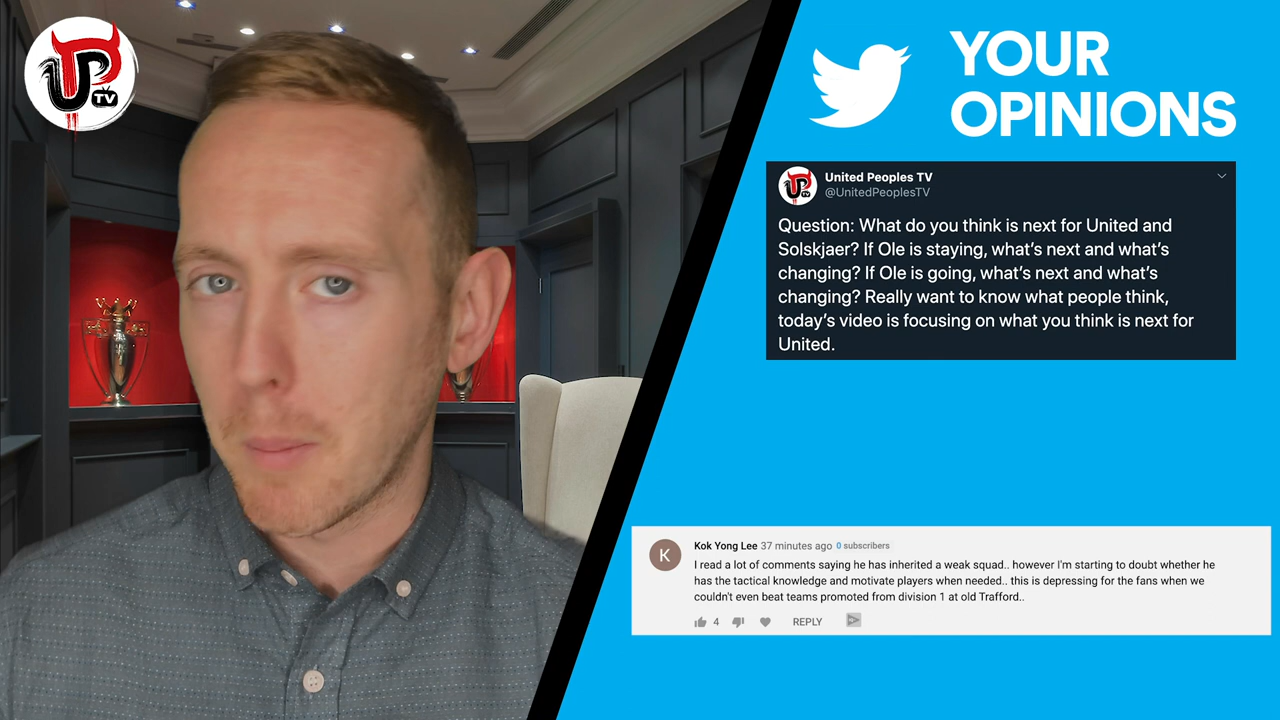 UP
TV
YOUR
OPINIONS
UP
TV
United Peoples TV
@UnitedPeoplesTV
Question: What do you think is next for United and
Solskjaer? If Ole is staying, what's next and what's
changing? If Ole is going, what's next and what's
changing? Really want to know what people think,
today's video is focusing on what you think is next for
United.
K
Kok Yong Lee 37 minutes ago 0 subscribers
I read a lot of comments saying he has inherited a weak squad.. however I'm starting to doubt whether he
has the tactical knowledge and motivate players when needed.. this is depressing for the fans when we
couldn't even beat teams promoted from division 1 at old Trafford..
4 REPLY